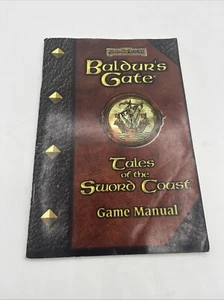 Baldur's
Gate
Tales
of the
Sword Coast
Game Manual